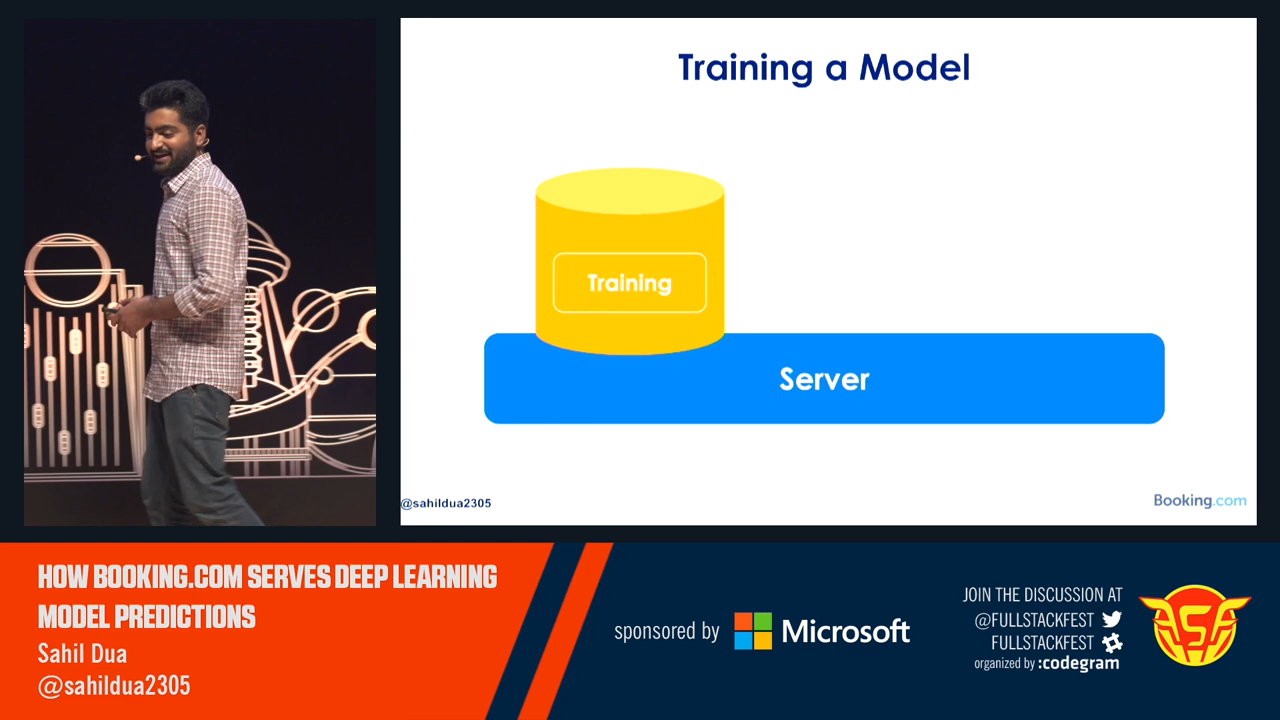 Training a Model
Training
Server
@sahildua2305
Booking.com
HOW BOOKING.COM SERVES DEEP LEARNING
MODEL PREDICTIONS
Sahil Dua
@sahildua2305
sponsored by Microsoft
JOIN THE DISCUSSION AT
@FULLSTACKFEST
FULLSTACKFEST
organized by :codegram
FSF